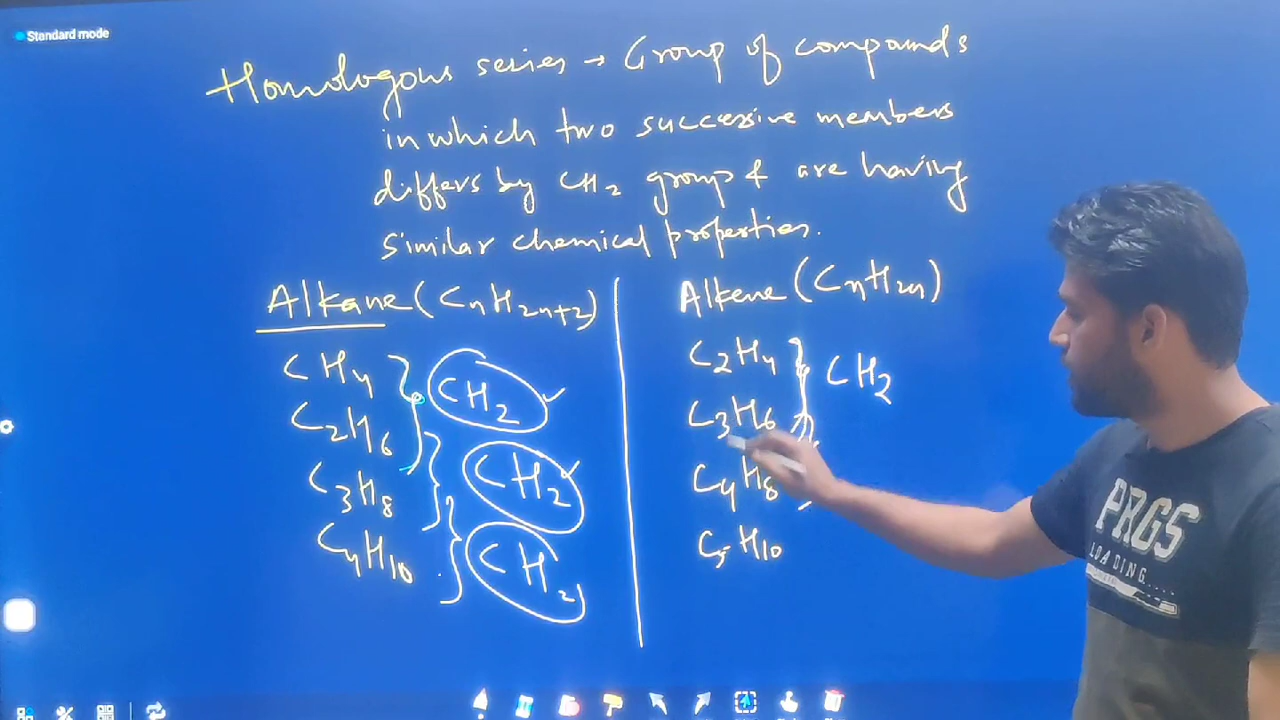 Standard mode
Homologous series → Group of compounds
in which two successive members
differs by CH2 group & are having
similar chemical properties.
Alkane (CnH2n+2)
CH4
CH2
C2H6
CH2
C3H8
CH2
C4H10
Alkene (CnH2n)
C2H4
CH2
C3H6
C4H8
C5H10
LOADING....